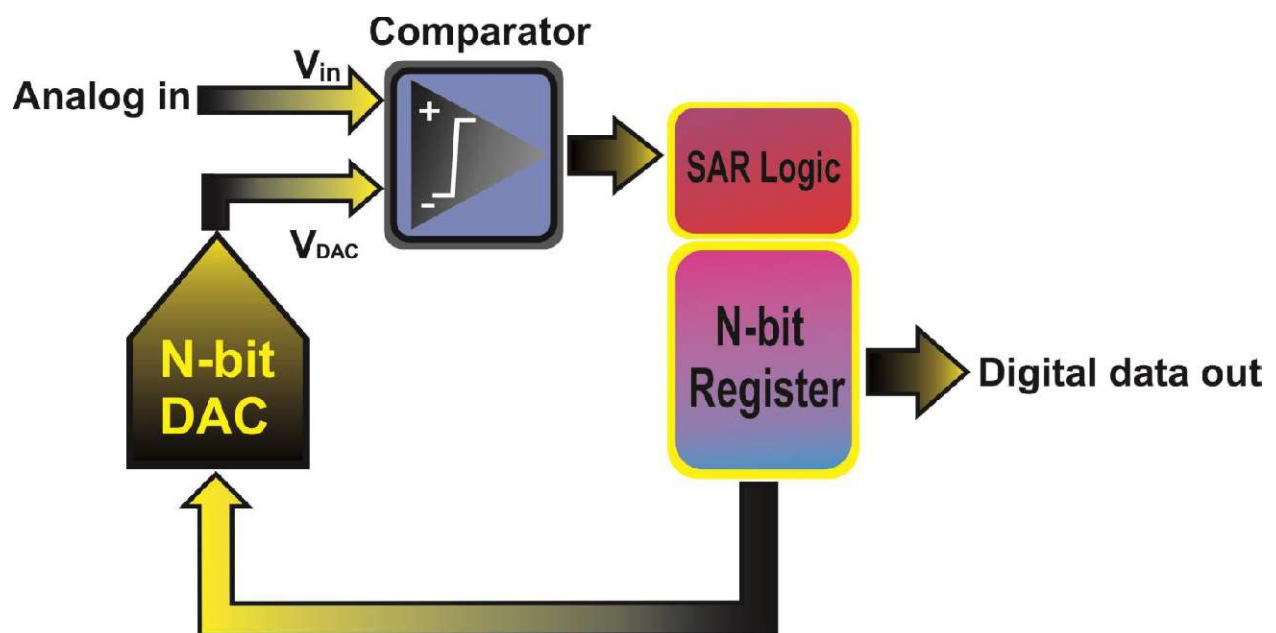 Comparator
Vin
Analog in
+
-
SAR Logic
VDAC
N-bit
DAC
N-bit
Register
Digital data out